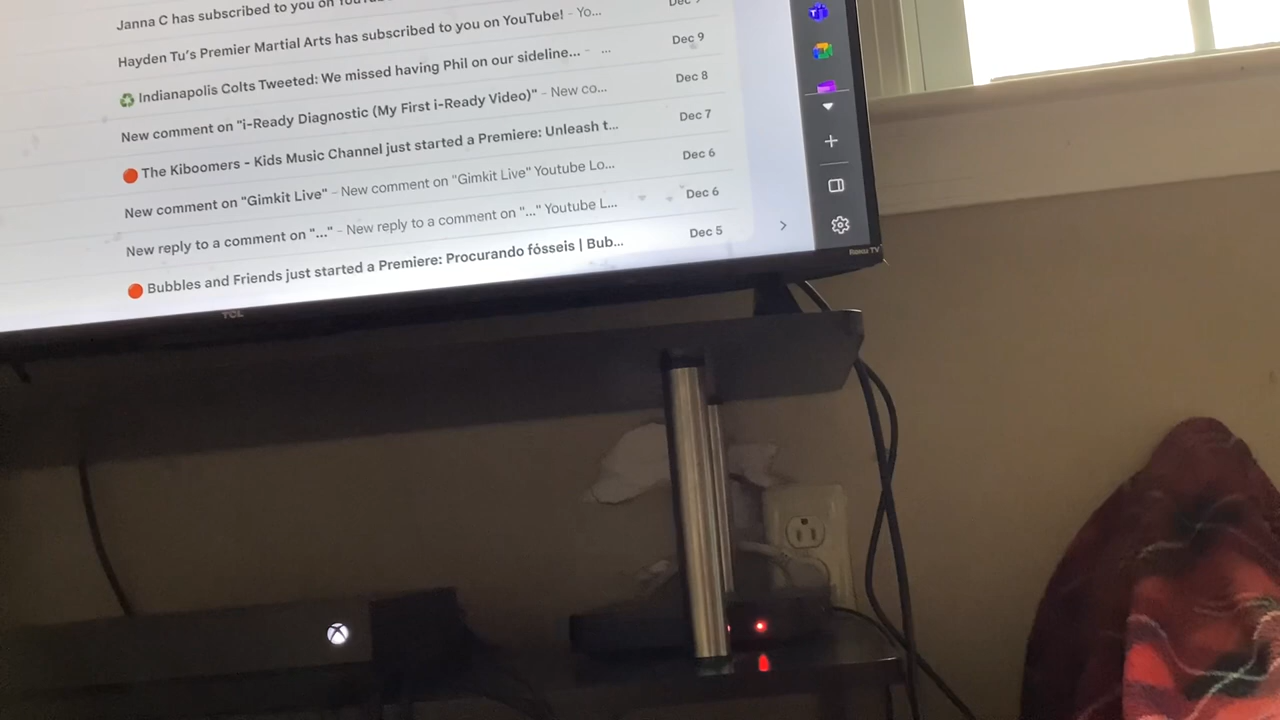 Janna C has subscribed to you on YouTube
Hayden Tu's Premier Martial Arts has subscribed to you on YouTube! - Yo...
♻️ Indianapolis Colts Tweeted: We missed having Phil on our sideline... - ... Dec 9
New comment on "i-Ready Diagnostic (My First i-Ready Video)" - New co... Dec 8
🔴 The Kiboomers - Kids Music Channel just started a Premiere: Unleash t... Dec 7
New comment on "Gimkit Live" - New comment on "Gimkit Live" Youtube Lo... Dec 6
New reply to a comment on "..." - New reply to a comment on "..." Youtube L... Dec 6
🔴 Bubbles and Friends just started a Premiere: Procurando fósseis | Bub... Dec 5
Roku TV
TCL